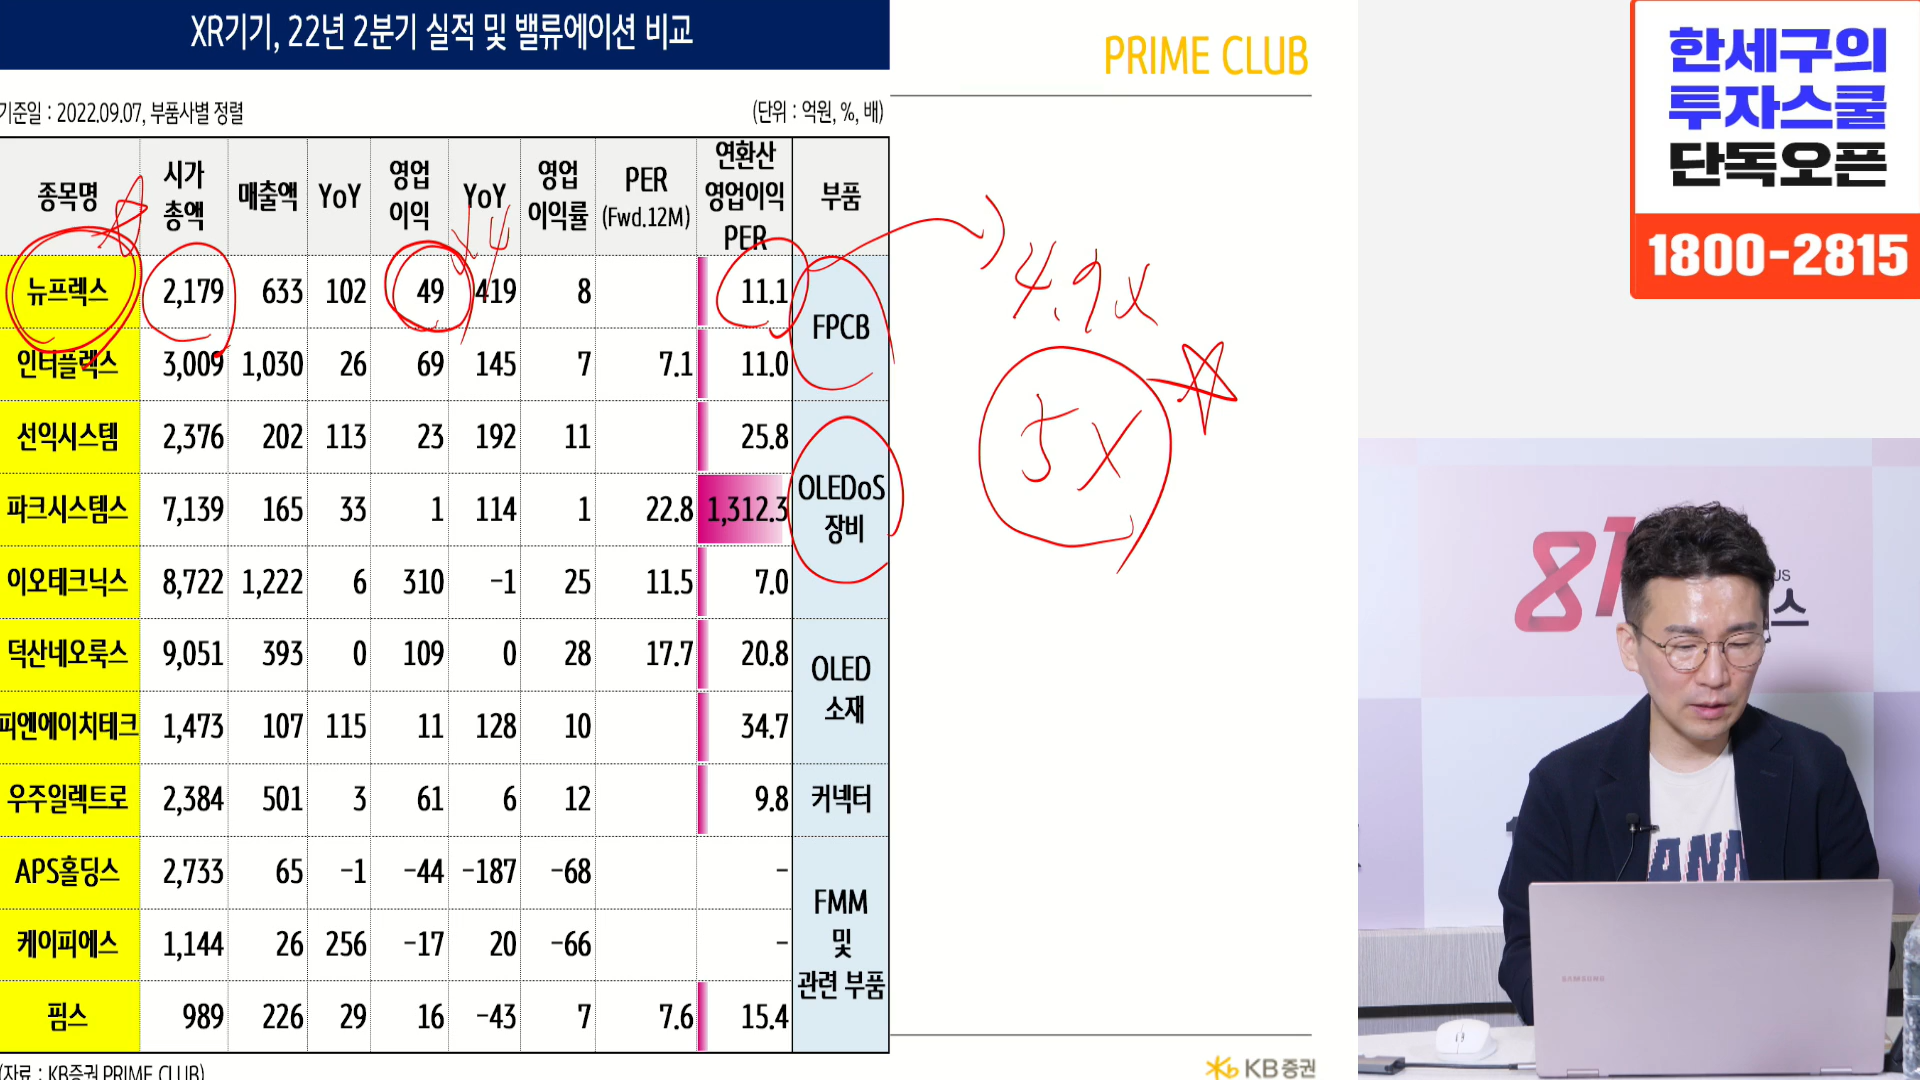 XR기기, 22년 2분기 실적 및 밸류에이션 비교
PRIME CLUB
기준일 : 2022.09.07, 부품사별 정렬
(단위 : 억원, %, 배)
종목명 시가총액 매출액 YoY 영업이익 YoY 영업이익률 PER (Fwd.12M) 연환산 영업이익 PER 부품
뉴프렉스 2,179 633 102 49 419 8 11.1 FPCB
인터플렉스 3,009 1,030 26 69 145 7 7.1 11.0
선익시스템 2,376 202 113 23 192 11 25.8 OLEDoS 장비
파크시스템스 7,139 165 33 1 114 1 22.8 1,312.3
이오테크닉스 8,722 1,222 6 310 -1 25 11.5 7.0
덕산네오룩스 9,051 393 0 109 0 28 17.7 20.8 OLED 소재
피엔에이치테크 1,473 107 115 11 128 10 34.7
우주일렉트로 2,384 501 3 61 6 12 9.8 커넥터
APS홀딩스 2,733 65 -1 -44 -187 -68 - FMM 및 관련 부품
케이피에스 1,144 26 256 -17 20 -66 -
핌스 989 226 29 16 -43 7 7.6 15.4
(자료 : KB증권 PRIME CLUB)
x4
4.9x
5x
KB증권
한세구의
투자스쿨
단독오픈
1800-2815
SAMSUNG